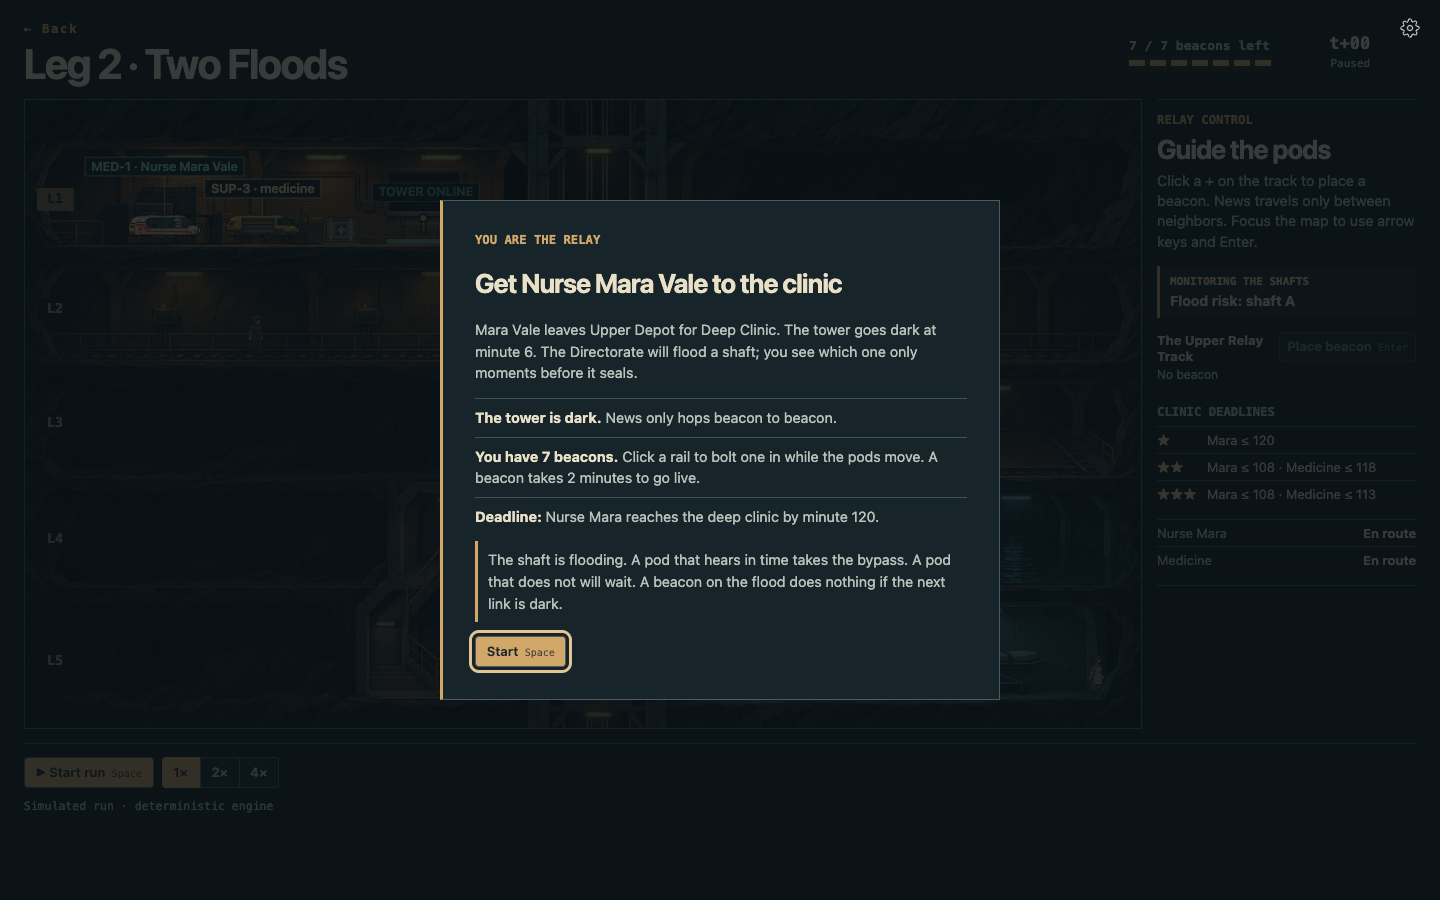 ← Back
Leg 2 · Two Floods
7 / 7 beacons left
t+00
Paused
MED-1 · Nurse Mara Vale
SUP-3 · medicine
TOWER ONLINE
L1
L2
L3
L4
L5
YOU ARE THE RELAY
Get Nurse Mara Vale to the clinic
Mara Vale leaves Upper Depot for Deep Clinic. The tower goes dark at
minute 6. The Directorate will flood a shaft; you see which one only
moments before it seals.
The tower is dark. News only hops beacon to beacon.
You have 7 beacons. Click a rail to bolt one in while the pods move. A
beacon takes 2 minutes to go live.
Deadline: Nurse Mara reaches the deep clinic by minute 120.
The shaft is flooding. A pod that hears in time takes the bypass. A pod
that does not will wait. A beacon on the flood does nothing if the next
link is dark.
Start Space
RELAY CONTROL
Guide the pods
Click a + on the track to place a
beacon. News travels only between
neighbors. Focus the map to use arrow
keys and Enter.
MONITORING THE SHAFTS
Flood risk: shaft A
The Upper Relay
Track
Place beacon Enter
No beacon
CLINIC DEADLINES
★ Mara ≤ 120
★★ Mara ≤ 108 · Medicine ≤ 118
★★★ Mara ≤ 108 · Medicine ≤ 113
Nurse Mara En route
Medicine En route
▶ Start run Space
1× 2× 4×
Simulated run · deterministic engine